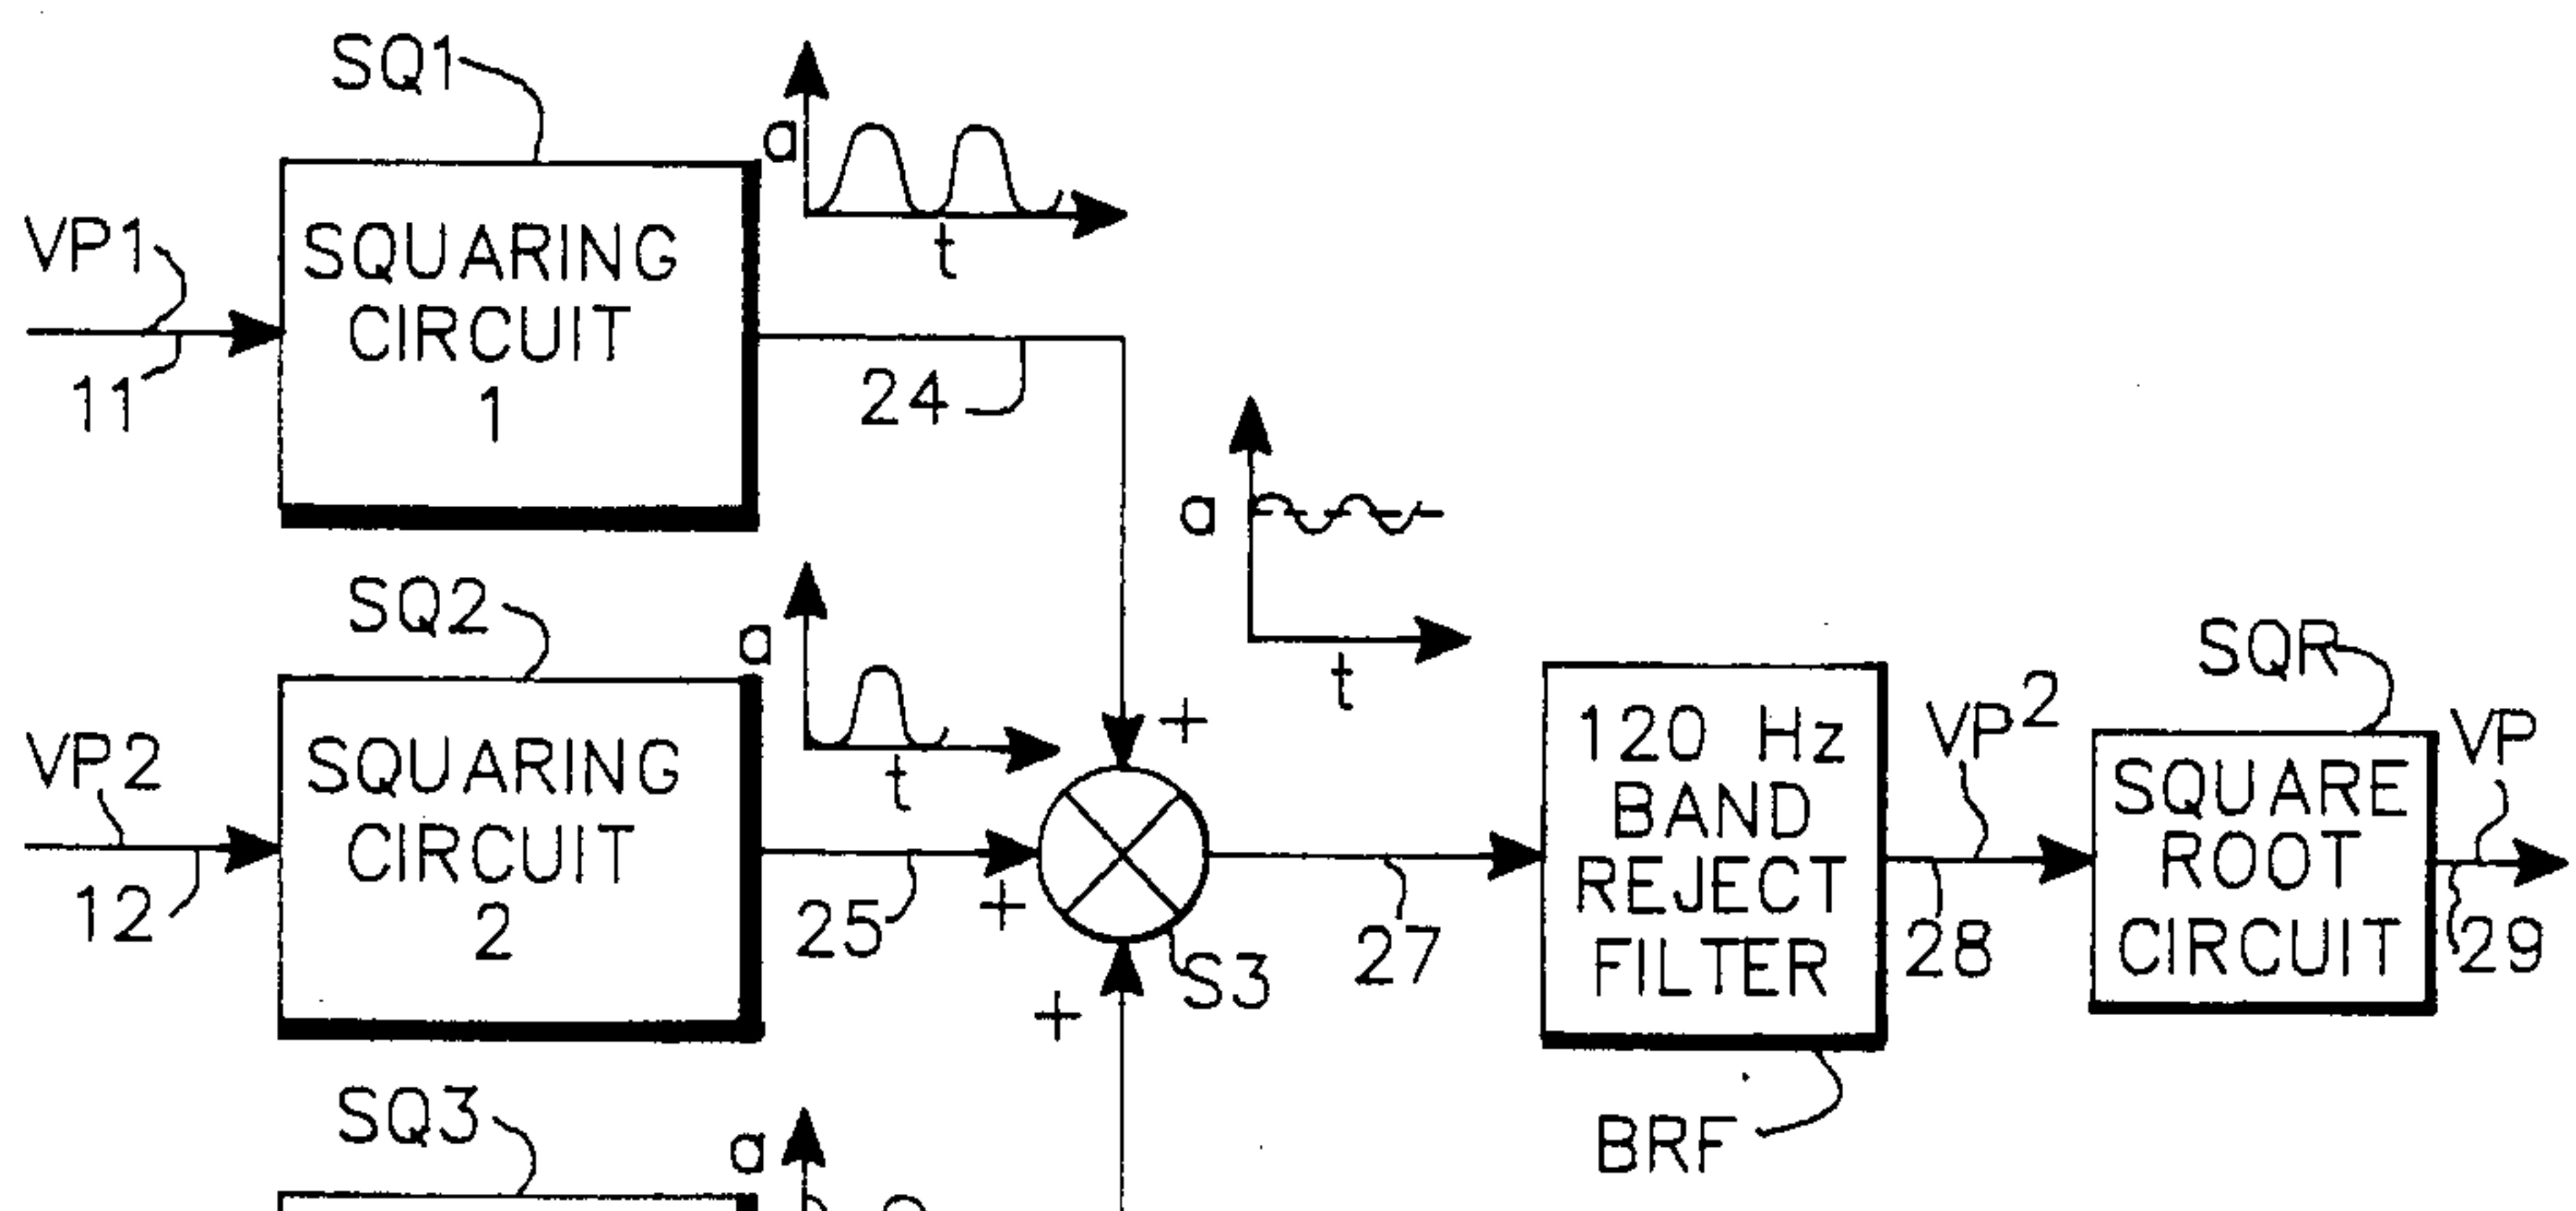 SQ1
a
t
VP1
11
SQUARING
CIRCUIT
1
24
a
t
SQ2
a
t
VP2
12
SQUARING
CIRCUIT
2
25
+
+
+
S3
27
120 Hz
BAND
REJECT
FILTER
BRF
VP2
28
SQR
SQUARE
ROOT
CIRCUIT
VP
29
SQ3
a